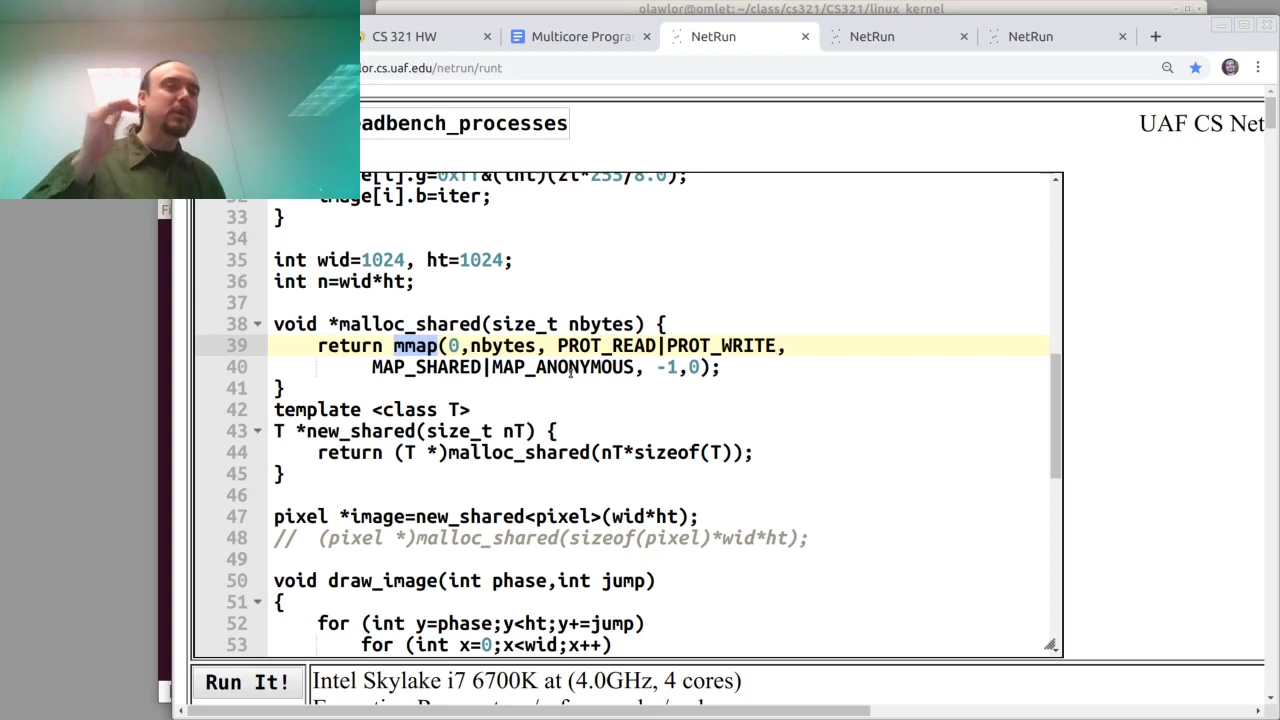 olawlor@omlet: ~/class/cs321/CS321/linux_kernel
CS 321 HW
Multicore Progra
NetRun
NetRun
NetRun
lor.cs.uaf.edu/netrun/runt
eadbench_processes
UAF CS Net
32 image[i].b=iter;
33 }
34
35 int wid=1024, ht=1024;
36 int n=wid*ht;
37
38 void *malloc_shared(size_t nbytes) {
39 return mmap(0,nbytes, PROT_READ|PROT_WRITE,
40 MAP_SHARED|MAP_ANONYMOUS, -1,0);
41 }
42 template <class T>
43 T *new_shared(size_t nT) {
44 return (T *)malloc_shared(nT*sizeof(T));
45 }
46
47 pixel *image=new_shared<pixel>(wid*ht);
48 // (pixel *)malloc_shared(sizeof(pixel)*wid*ht);
49
50 void draw_image(int phase,int jump)
51 {
52 for (int y=phase;y<ht;y+=jump)
53 for (int x=0;x<wid;x++)
Run It!
Intel Skylake i7 6700K at (4.0GHz, 4 cores)